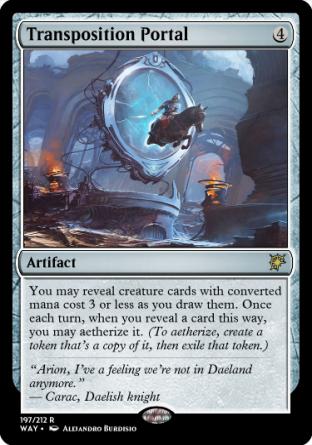 Transposition Portal 4
Artifact
You may reveal creature cards with converted
mana cost 3 or less as you draw them. Once
each turn, when you reveal a card this way,
you may aetherize it. (To aetherize, create a
token that's a copy of it, then exile that token.)
“Arion, I've a feeling we're not in Daeland
anymore.”
— Carac, Daelish knight
197/212 R
WAY • Alejandro Burdisio